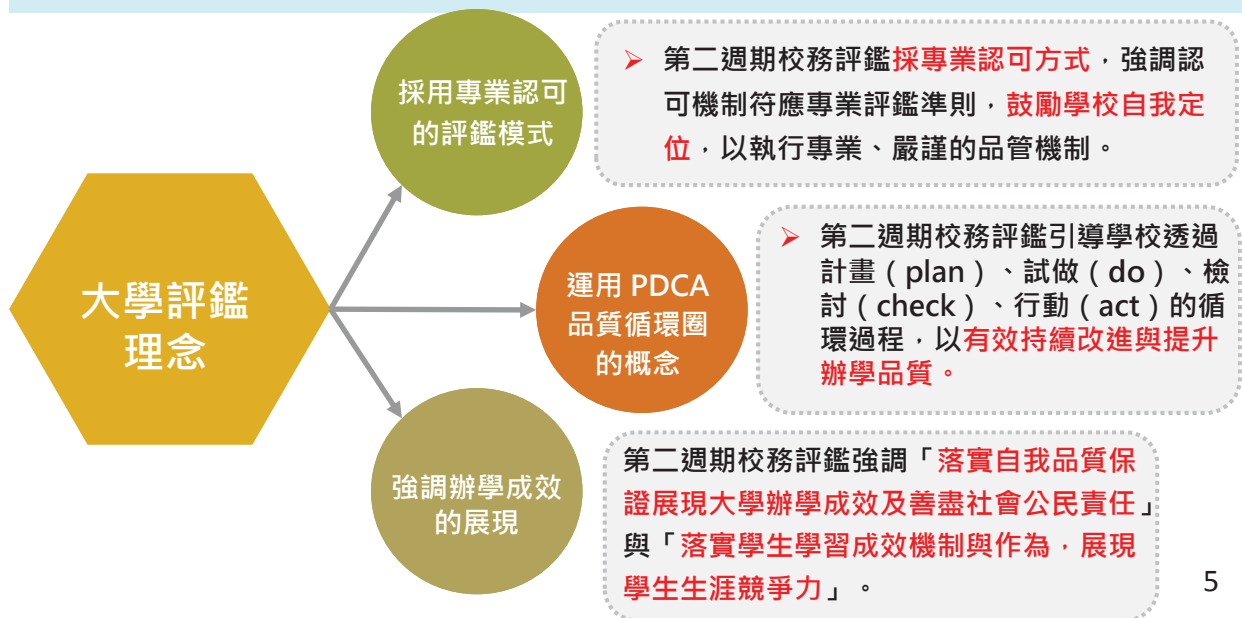 大學評鑑
理念
採用專業認可
的評鑑模式
➢ 第二週期校務評鑑採專業認可方式，強調認
可機制符應專業評鑑準則，鼓勵學校自我定
位，以執行專業、嚴謹的品管機制。
運用 PDCA
品質循環圈
的概念
➢ 第二週期校務評鑑引導學校透過
計畫（plan）、試做（do）、檢
討（check）、行動（act）的循
環過程，以有效持續改進與提升
辦學品質。
強調辦學成效
的展現
第二週期校務評鑑強調「落實自我品質保
證展現大學辦學成效及善盡社會公民責任」
與「落實學生學習成效機制與作為，展現
學生生涯競爭力」。
5